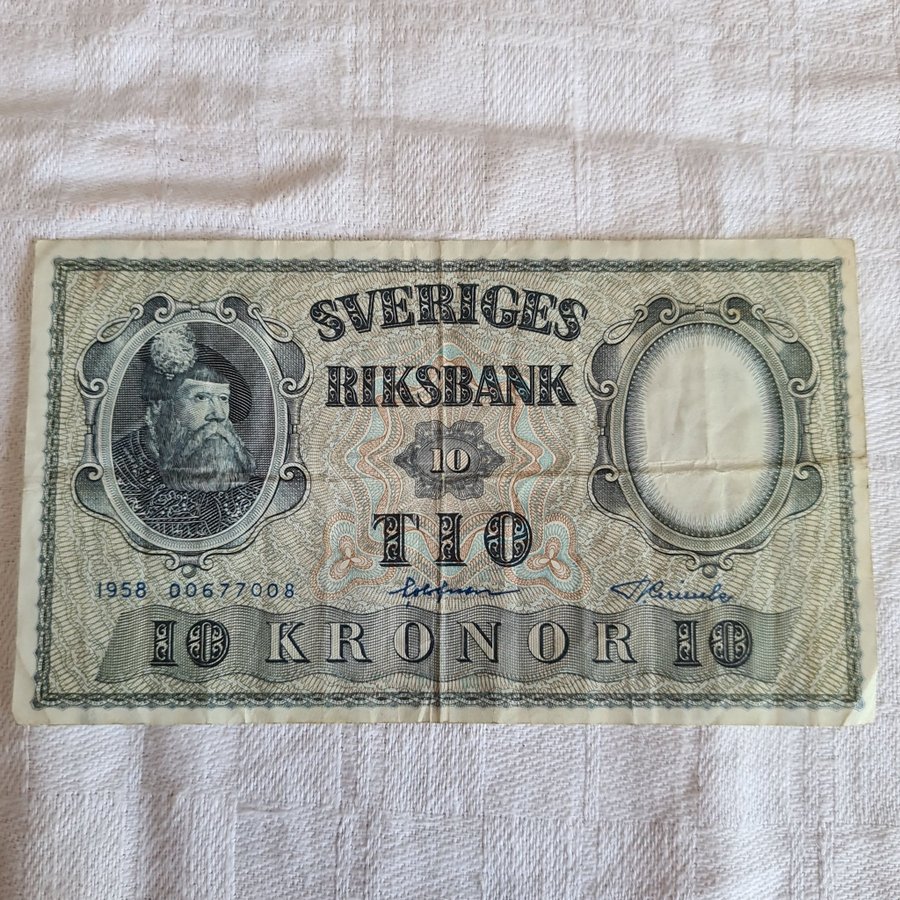 SVERIGES
RIKSBANK
10
TIO
1958 00677008
10 KRONOR 10